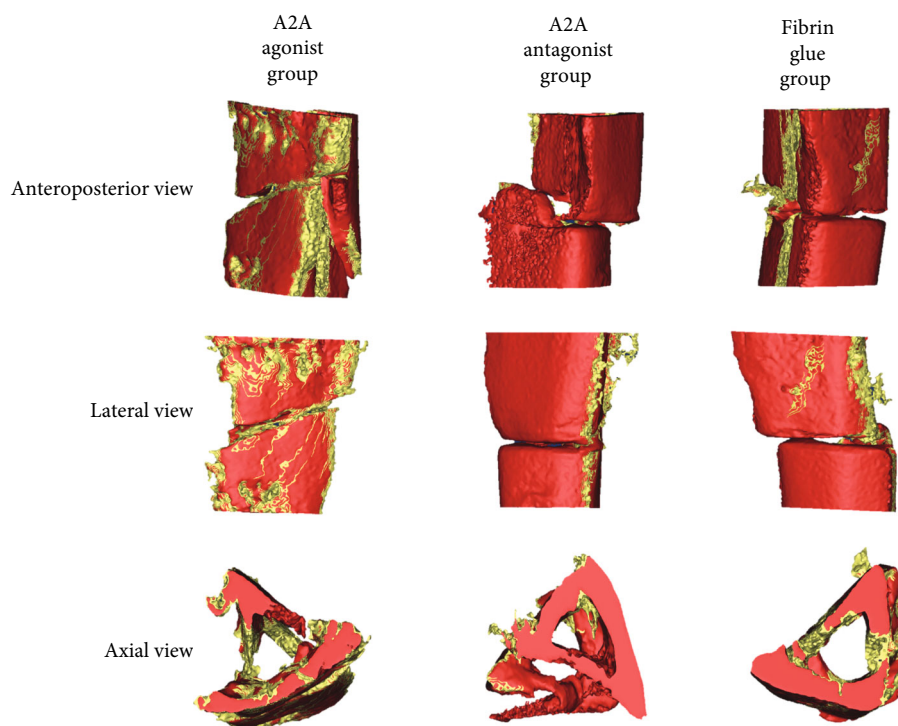 A2A
agonist
group
A2A
antagonist
group
Fibrin
glue
group
Anteroposterior view
Lateral view
Axial view